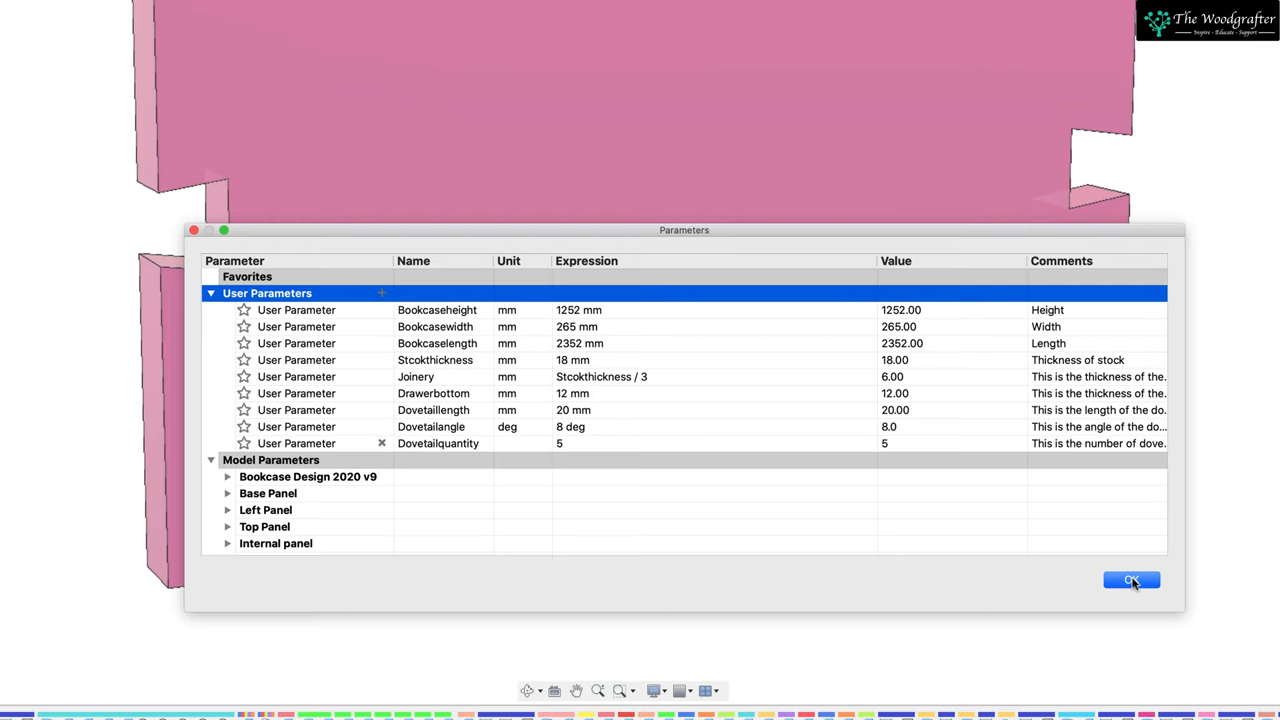 The Woodgrafter
Inspire - Educate - Support
Parameters
Parameter Name Unit Expression Value Comments
Favorites
User Parameters
User Parameter Bookcaseheight mm 1252 mm 1252.00 Height
User Parameter Bookcasewidth mm 265 mm 265.00 Width
User Parameter Bookcaselength mm 2352 mm 2352.00 Length
User Parameter Stcokthickness mm 18 mm 18.00 Thickness of stock
User Parameter Joinery mm Stcokthickness / 3 6.00 This is the thickness of the...
User Parameter Drawerbottom mm 12 mm 12.00 This is the thickness of the...
User Parameter Dovetaillength mm 20 mm 20.00 This is the length of the do...
User Parameter Dovetailangle deg 8 deg 8.0 This is the angle of the do...
User Parameter Dovetailquantity 5 5 This is the number of dove...
Model Parameters
Bookcase Design 2020 v9
Base Panel
Left Panel
Top Panel
Internal panel
OK